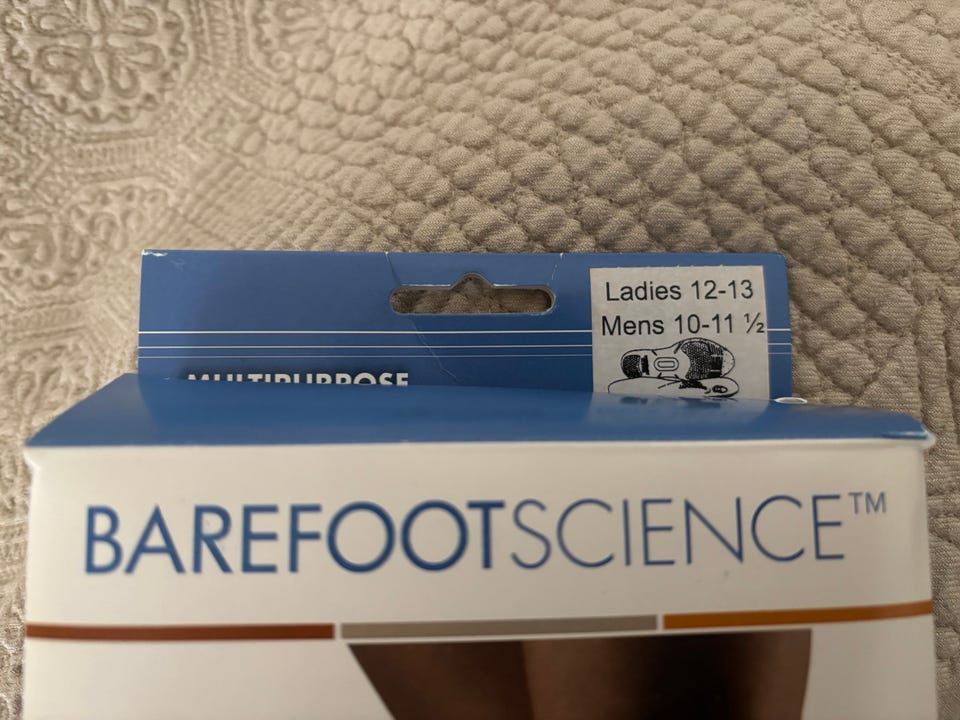 Ladies 12-13
Mens 10-11 ½
MULTIPURPOSE
BAREFOOTSCIENCE™